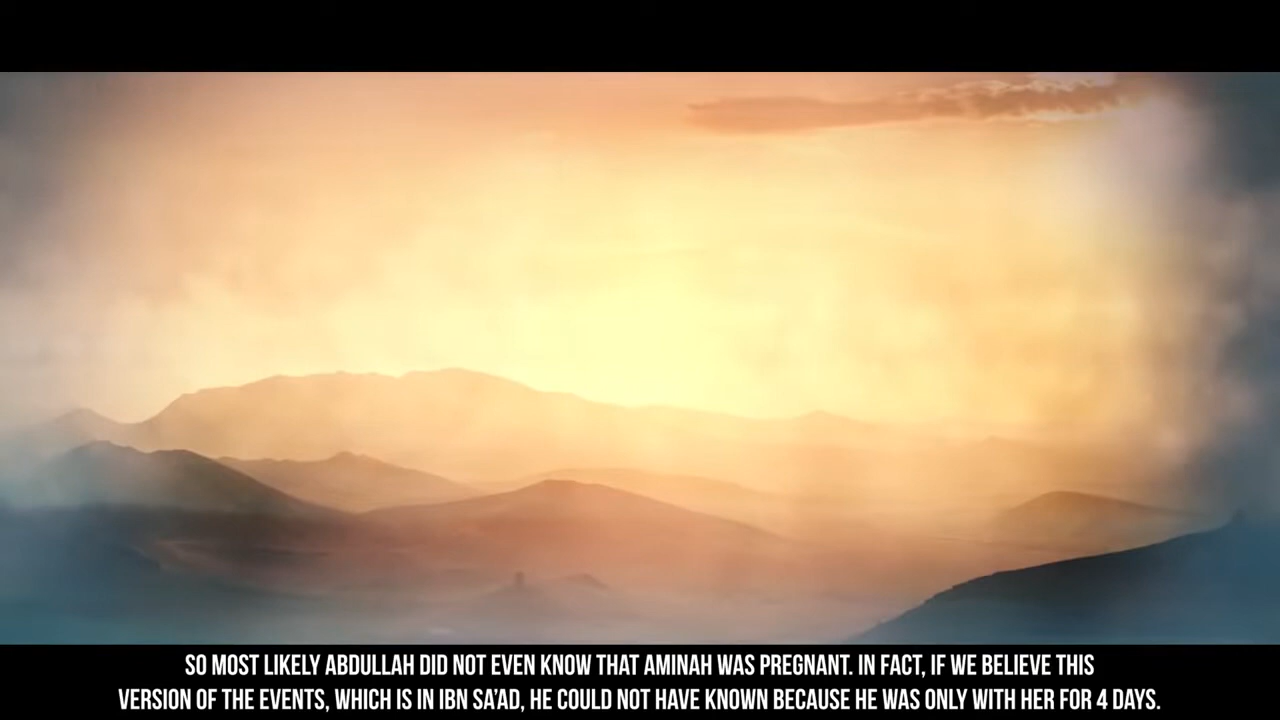 SO MOST LIKELY ABDULLAH DID NOT EVEN KNOW THAT AMINAH WAS PREGNANT. IN FACT, IF WE BELIEVE THIS
VERSION OF THE EVENTS, WHICH IS IN IBN SA'AD, HE COULD NOT HAVE KNOWN BECAUSE HE WAS ONLY WITH HER FOR 4 DAYS.